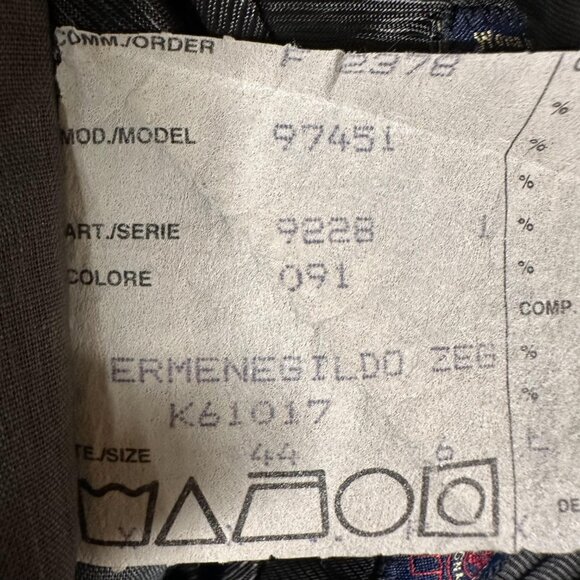 COMM./ORDER F 2378
MOD./MODEL 97451
ART./SERIE 9228 1
COLORE 091
ERMENEGILDO ZEG
K61017
TE./SIZE 44 6 L
%
%
%
%
%
COMP.
%
%
DE